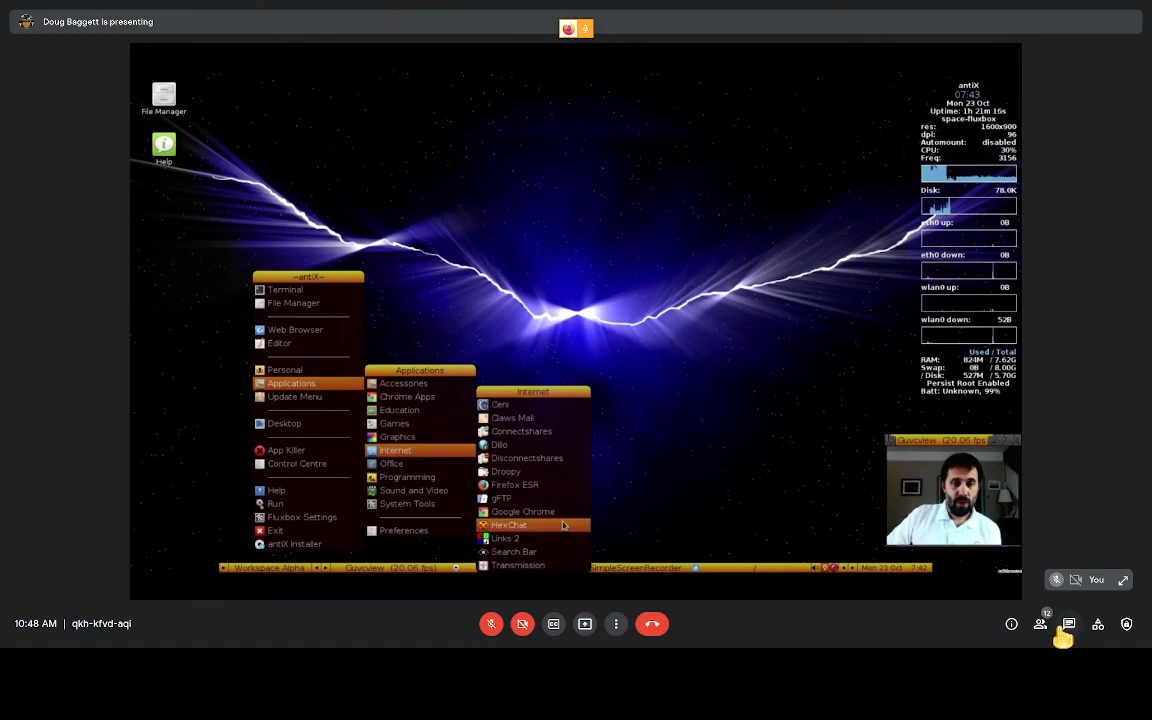 Doug Baggett is presenting
File Manager
Help
antiX
07:43
Mon 23 Oct
Uptime: 1h 21m 16s
space-fluxbox
res: 1600x900
dpi: 96
Automount: disabled
CPU: 30%
Freq: 3156
Disk: 78.0K
eth0 up: 0B
eth0 down: 0B
wlan0 up: 0B
wlan0 down: 52B
Used / Total
RAM: 824M / 7.62G
Swap: 0B / 8.00G
/ Disk: 527M / 5.70G
Persist Root Enabled
Batt: Unknown, 99%
~antiX~
Terminal
File Manager
Web Browser
Editor
Personal
Applications
Update Menu
Desktop
App Killer
Control Centre
Help
Run
Fluxbox Settings
Exit
antiX installer
Applications
Accessories
Chrome Apps
Education
Games
Graphics
Internet
Office
Programming
Sound and Video
System Tools
Preferences
Internet
Ceni
Claws Mail
Connectshares
Dillo
Disconnectshares
Droopy
Firefox ESR
gFTP
Google Chrome
HexChat
Links 2
Search Bar
Transmission
Guvcview (20.06 fps)
Workspace Alpha
Guvcview (20.06 fps)
SimpleScreenRecorder
/
Mon 23 Oct 7:42
You
10:48 AM | qkh-kfvd-aqi
12